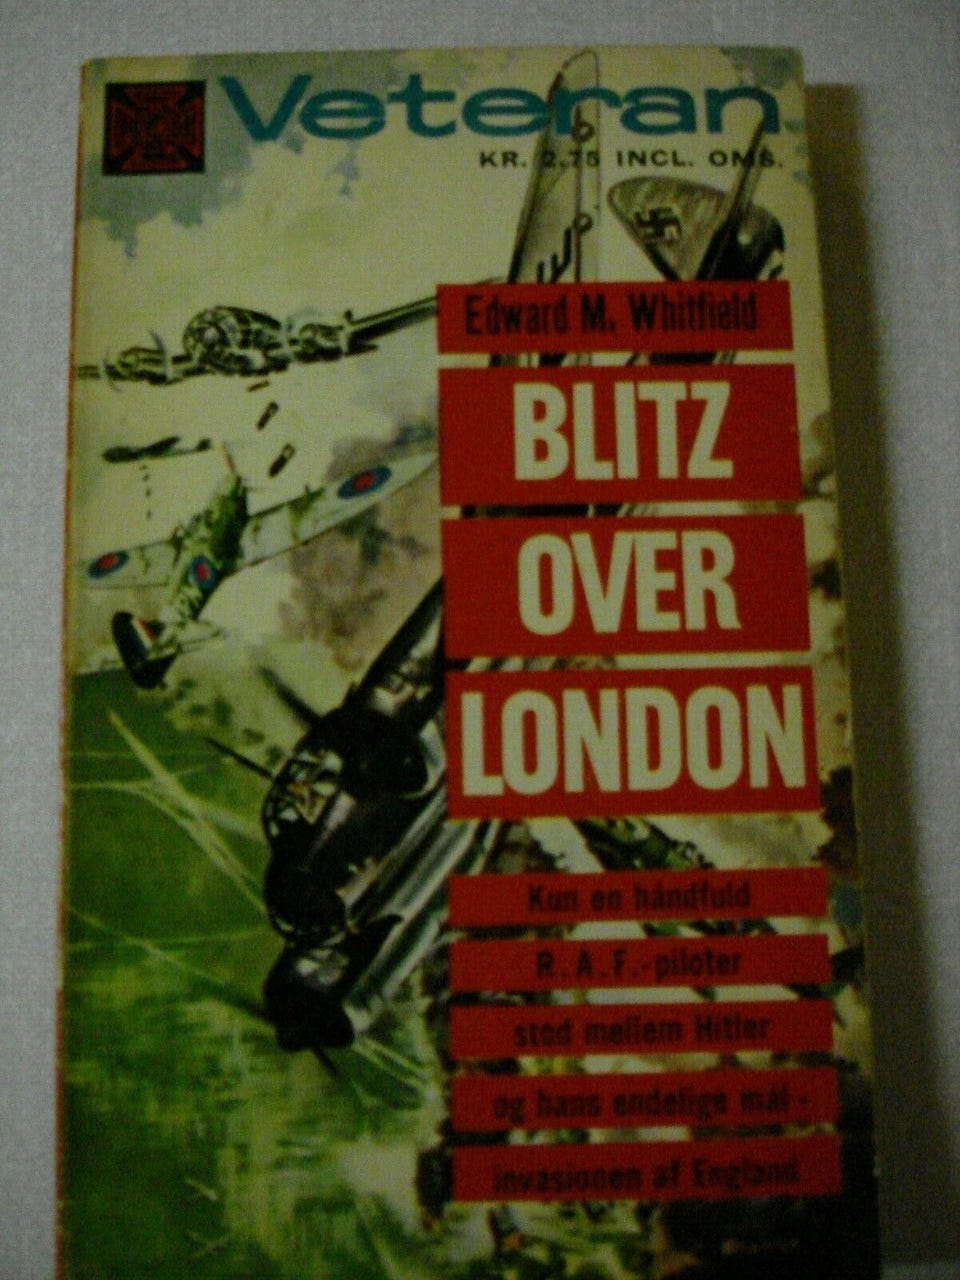 Veteran
KR. 2,75 INCL. OMS.
Edward M. Whitfield
BLITZ
OVER
LONDON
Kun en håndfuld
R.A.F.-piloter
stod mellem Hitler
og hans endelige mål -
invasionen af England